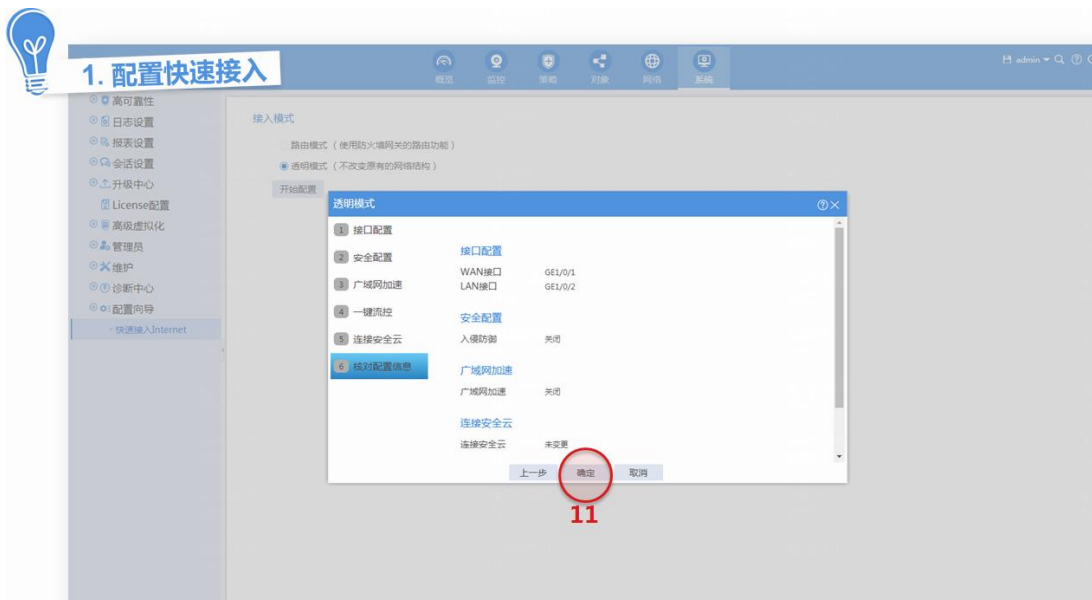 1. 配置快速接入
概览
监控
策略
对象
网络
系统
admin
高可靠性
日志设置
报表设置
会话设置
升级中心
License配置
高级虚拟化
管理员
维护
诊断中心
配置向导
快速接入Internet
接入模式
路由模式（使用防火墙网关的路由功能）
透明模式（不改变原有的网络结构）
开始配置
透明模式
1 接口配置
2 安全配置
3 广域网加速
4 一键流控
5 连接安全云
6 核对配置信息
接口配置
WAN接口 GE1/0/1
LAN接口 GE1/0/2
安全配置
入侵防御 关闭
广域网加速
广域网加速 关闭
连接安全云
连接安全云 未变更
上一步 确定 取消
11